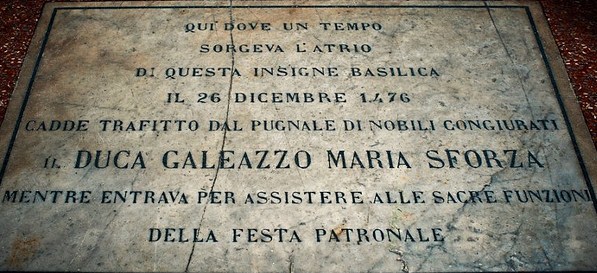 QUI DOVE UN TEMPO
SORGEVA L'ATRIO
DI QUESTA INSIGNE BASILICA
IL 26 DICEMBRE 1476
CADDE TRAFITTO DAL PUGNALE DI NOBILI CONGIURATI
IL DUCA GALEAZZO MARIA SFORZA
MENTRE ENTRAVA PER ASSISTERE ALLE SACRE FUNZIONI
DELLA FESTA PATRONALE